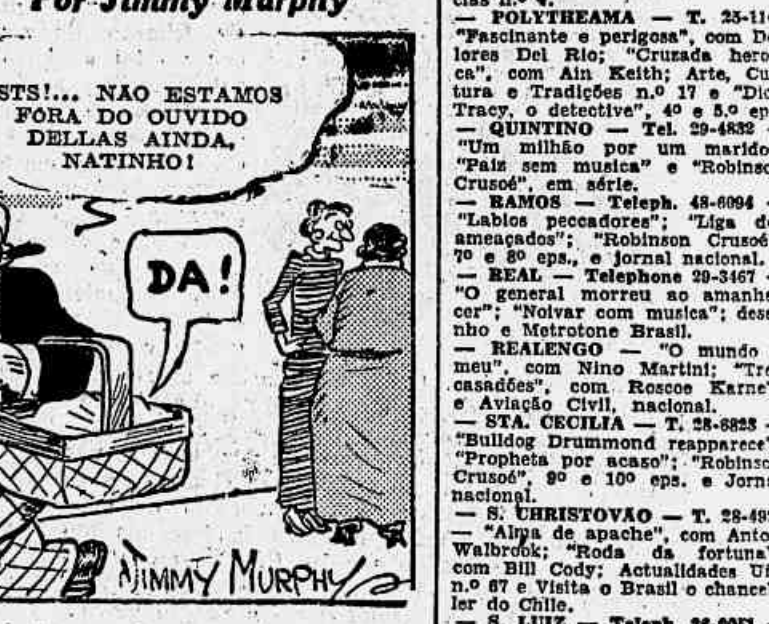 Por Jimmy Murphy
STS!... NAO ESTAMOS
FÓRA DO OUVIDO
DELLAS AINDA,
NATINHO!
DA!
JIMMY MURPHY
— POLYTHEAMA — T. 25-11
"Fascinante e perigosa", com D
lores Del Rio; "Cruzada hero
ca", com Ain Keith; Arte, Cu
tura e Tradições n.º 17 e "Dic
Tracy, o detective", 4º e 5.º ep
— QUINTINO — Tel. 29-4832 —
"Um milhão por um marido
"Paiz sem musica" e "Robinso
Crusoé", em série.
— RAMOS — Teleph. 48-6094 -
"Labios peccadores"; "Liga d
ameaçados"; "Robinson Crusoé
7º e 8º eps., e jornal nacional.
— REAL — Telephone 29-3467 -
"O general morreu ao amanhe
cer"; "Noivar com musica"; dese
nho e Metrotone Brasil.
— REALENGO — "O mundo
meu", com Nino Martini; "Tre
casadões", com Roscoe Karne
e Aviação Civil, nacional.
— STA. CECILIA — T. 28-6823 -
"Bulldog Drummond reapparece"
"Propheta por acaso"; "Robinso
Crusoé", 9º e 10º eps. e Jorna
nacional.
— S. CHRISTOVÃO — T. 28-49
— "Alma de apache", com Anto
Walbrook; "Roda da fortuna"
com Bill Cody; Actualidades Uf
n.º 67 e Visita o Brasil o chance
ler do Chile.
— S. LUIZ — Teleph.